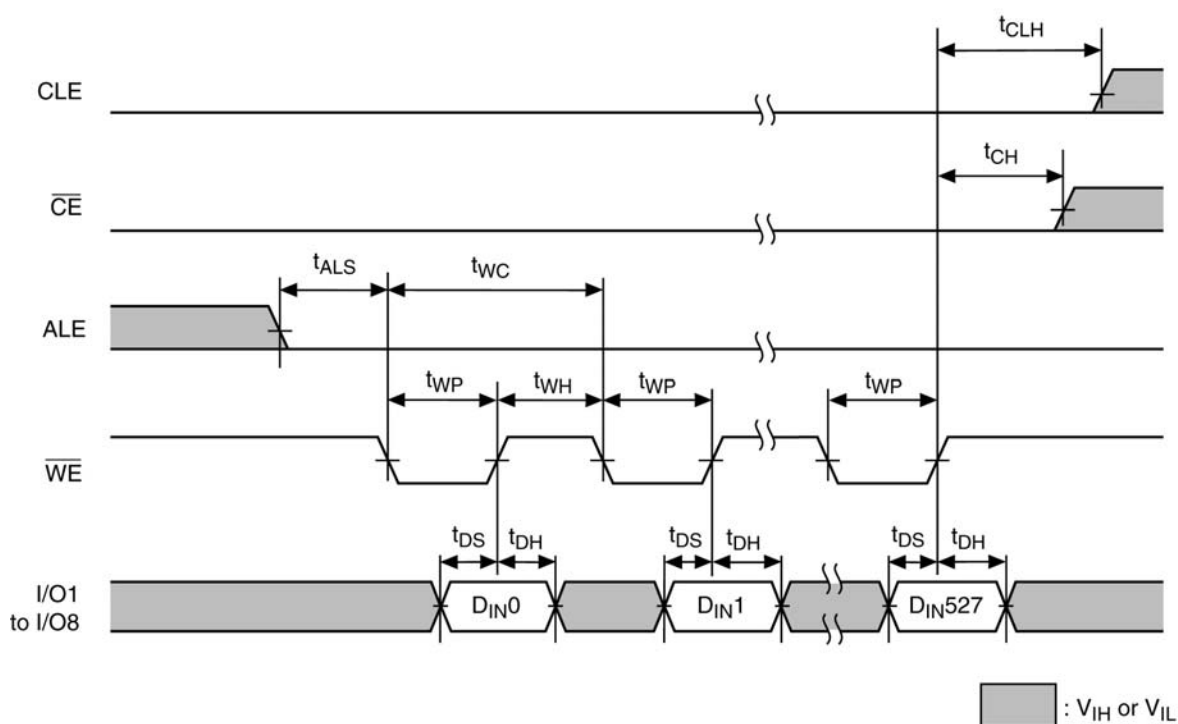 tCLH
CLE
tCH
CE
tALS
tWC
ALE
tWP
tWH
tWP
tWP
WE
tDS
tDH
tDS
tDH
tDS
tDH
I/O1
to I/O8
DIN0
DIN1
DIN527
: VIH or VIL